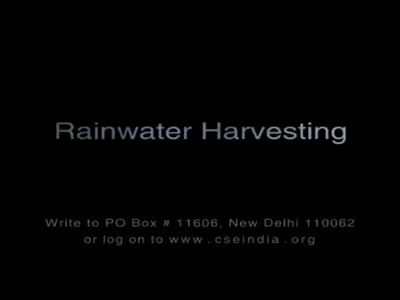 Rainwater Harvesting
Write to PO Box # 11606, New Delhi 110062
or log on to www.cseindia.org